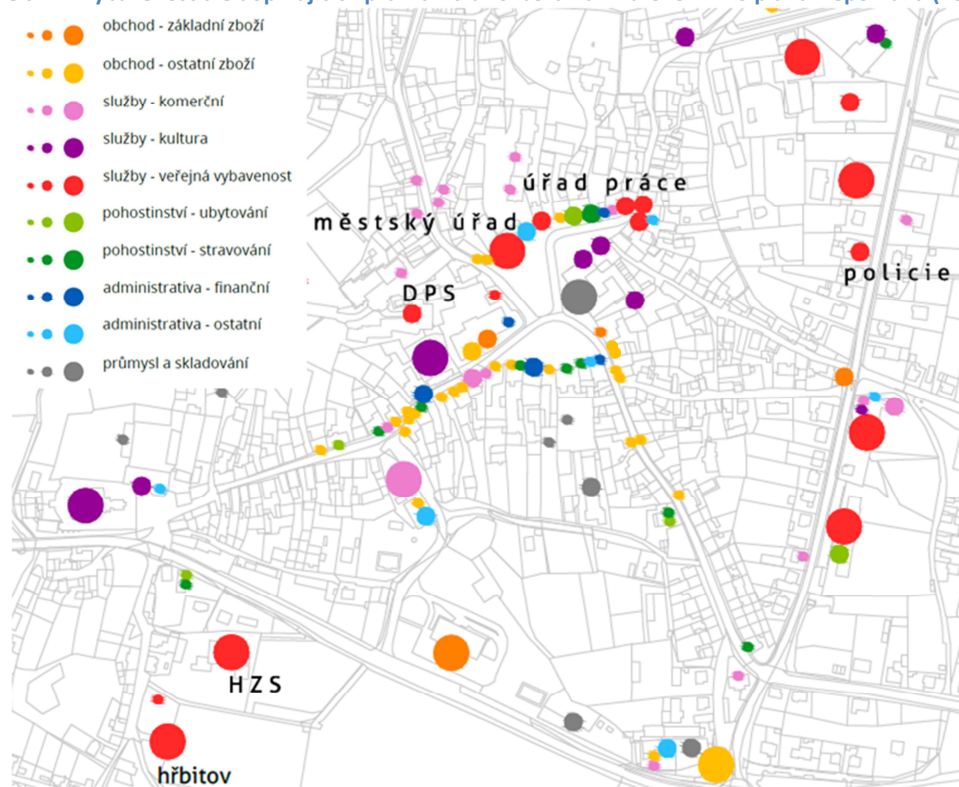 obchod - základní zboží
obchod - ostatní zboží
služby - komerční
služby - kultura
služby - veřejná vybavenost
pohostinství - ubytování
pohostinství - stravování
administrativa - finanční
administrativa - ostatní
průmysl a skladování
úřad práce
městský úřad
policie
DPS
HZS
hřbitov